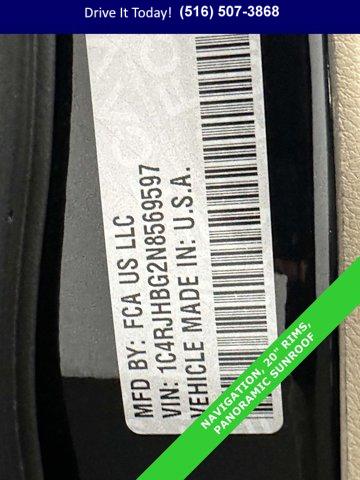 Drive It Today! (516) 507-3868
MFD BY: FCA US LLC
VIN: 1C4RJHBG2N8569597
VEHICLE MADE IN: U.S.A.
NAVIGATION, 20" RIMS,
PANORAMIC SUNROOF